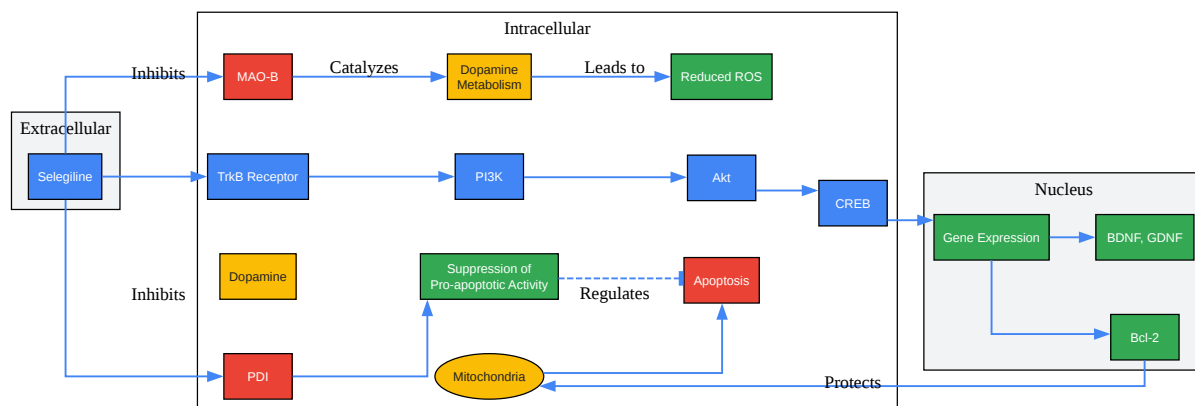 Intracellular
Inhibits
MAO-B
Catalyzes
Dopamine
Metabolism
Leads to
Reduced ROS
Extracellular
Selegiline
TrkB Receptor
PI3K
Akt
CREB
Nucleus
Gene Expression
BDNF, GDNF
Inhibits
Dopamine
Suppression of
Pro-apoptotic Activity
Regulates
Apoptosis
Bcl-2
PDI
Mitochondria
Protects